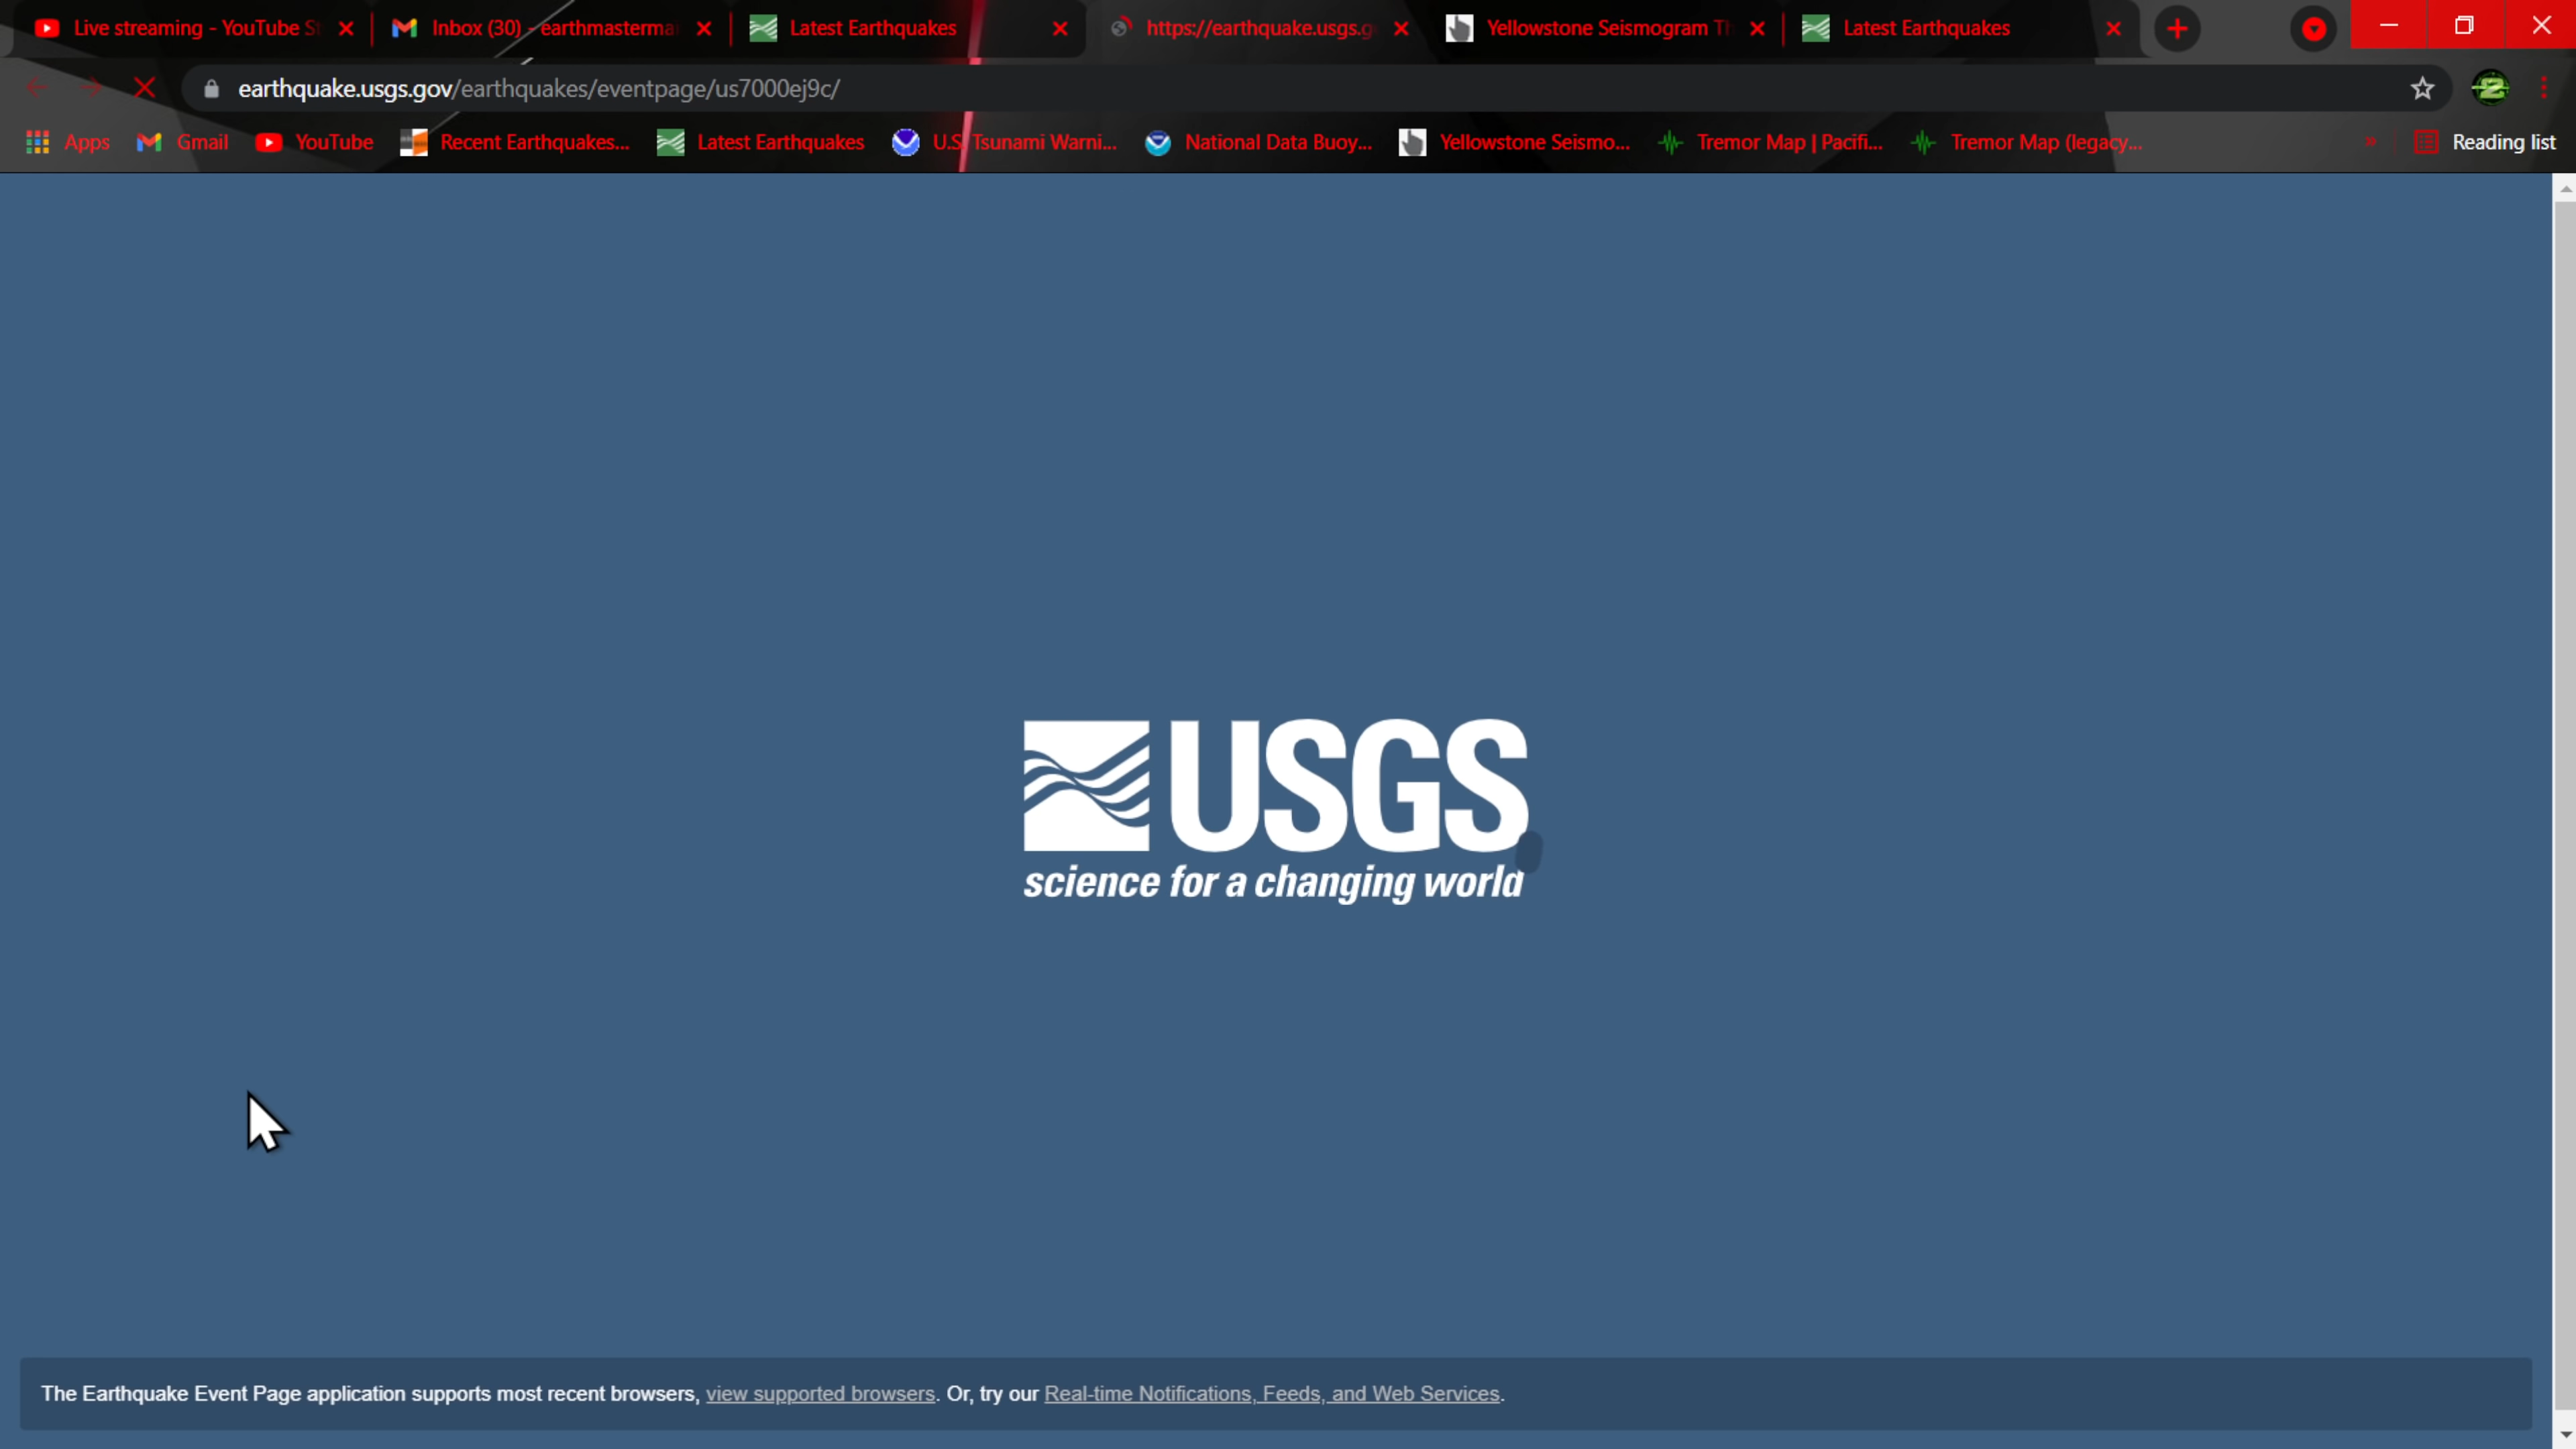 Live streaming - YouTube S
Inbox (30) - earthmasterma
Latest Earthquakes
https://earthquake.usgs.g
Yellowstone Seismogram Th
Latest Earthquakes
earthquake.usgs.gov/earthquakes/eventpage/us7000ej9c/
Apps
Gmail
YouTube
Recent Earthquakes...
Latest Earthquakes
U.S. Tsunami Warni...
National Data Buoy...
Yellowstone Seismo...
Tremor Map | Pacifi...
Tremor Map (legacy...
Reading list
USGS
science for a changing world
The Earthquake Event Page application supports most recent browsers, view supported browsers. Or, try our Real-time Notifications, Feeds, and Web Services.